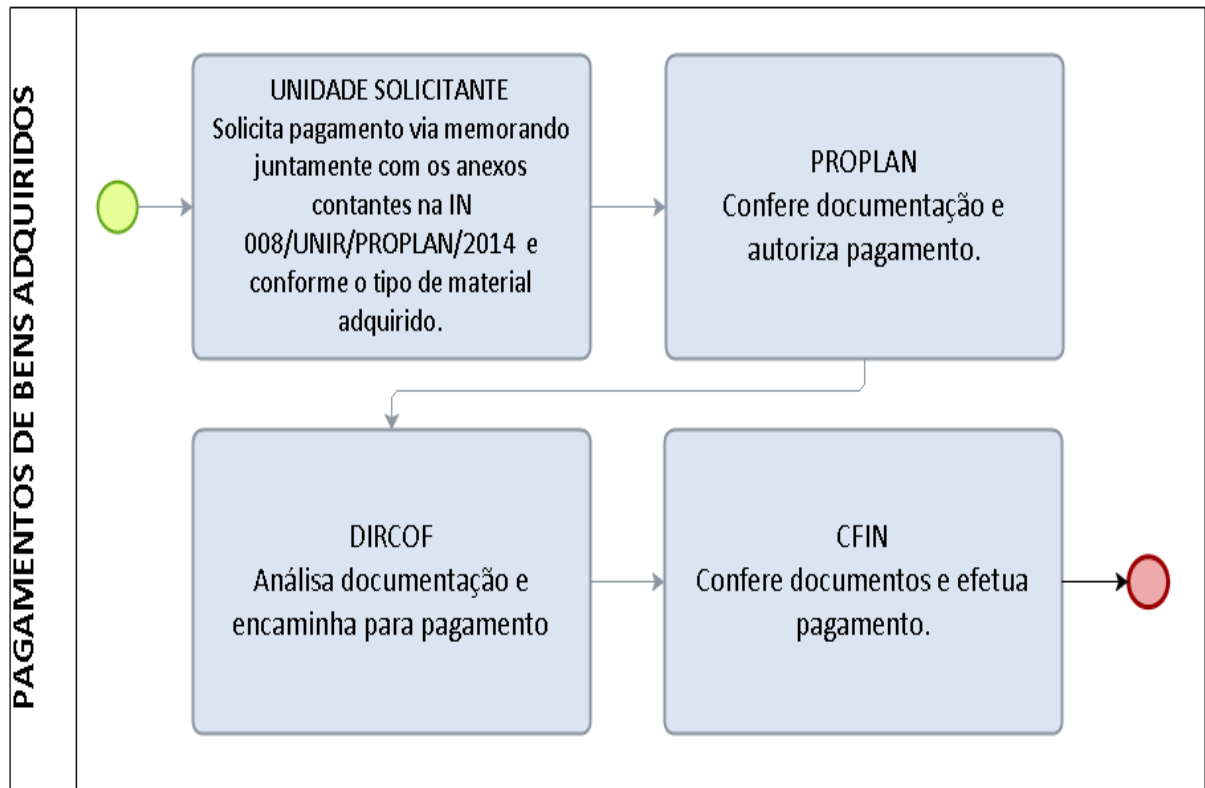 PAGAMENTOS DE BENS ADQUIRIDOS
UNIDADE SOLICITANTE
Solicita pagamento via memorando
juntamente com os anexos
contantes na IN
008/UNIR/PROPLAN/2014 e
conforme o tipo de material
adquirido.
PROPLAN
Confere documentação e
autoriza pagamento.
DIRCOF
Análisa documentação e
encaminha para pagamento
CFIN
Confere documentos e efetua
pagamento.